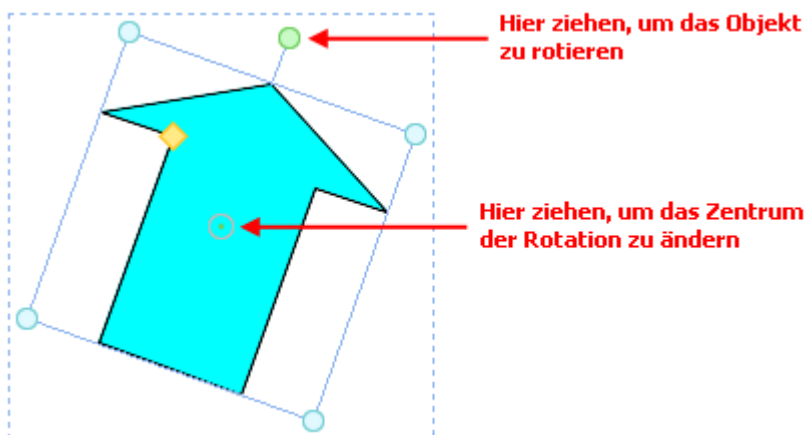 Hier ziehen, um das Objekt
zu rotieren
Hier ziehen, um das Zentrum
der Rotation zu ändern